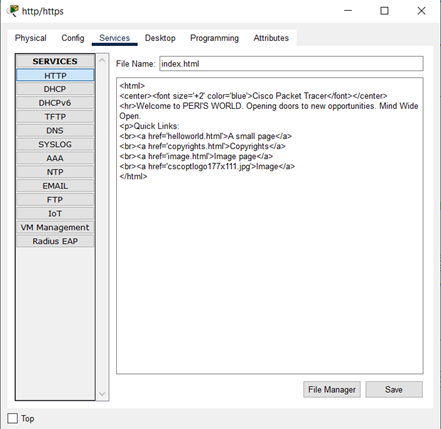 http/https
Physical Config Services Desktop Programming Attributes
SERVICES
HTTP
DHCP
DHCPv6
TFTP
DNS
SYSLOG
AAA
NTP
EMAIL
FTP
IoT
VM Management
Radius EAP
File Name: index.html
<html>
<center><font size='+2' color='blue'>Cisco Packet Tracer</font></center>
<hr>Welcome to PERI'S WORLD. Opening doors to new opportunities. Mind Wide
Open.
<p>Quick Links:
<br><a href='helloworld.html'>A small page</a>
<br><a href='copyrights.html'>Copyrights</a>
<br><a href='image.html'>Image page</a>
<br><a href='cscoptlogo177x111.jpg'>Image</a>
</html>
File Manager Save
Top